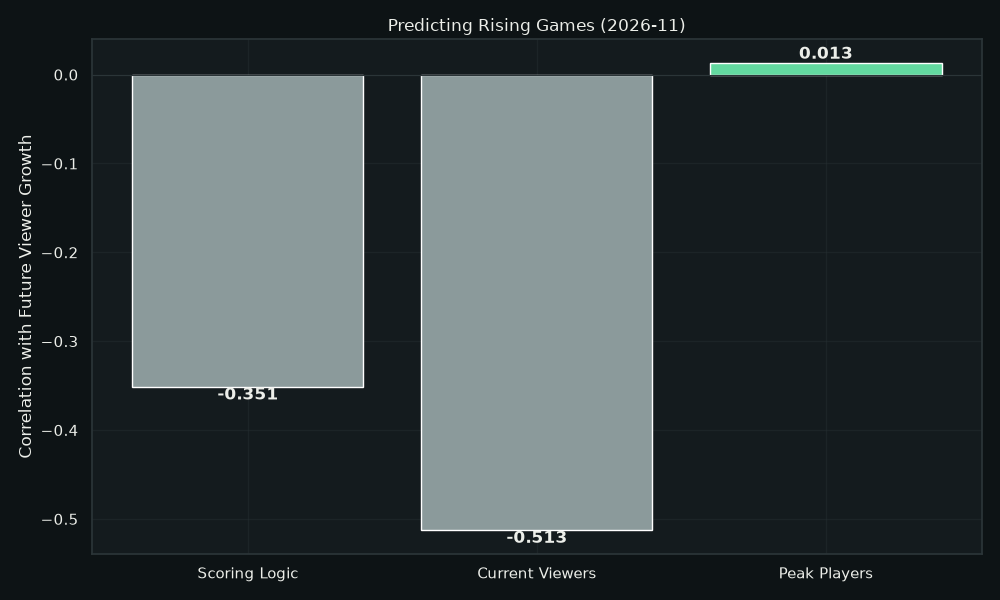 Predicting Rising Games (2026-11)
Correlation with Future Viewer Growth
0.013
0.0
−0.1
−0.2
−0.3
−0.4
−0.5
-0.351
-0.513
Scoring Logic
Current Viewers
Peak Players